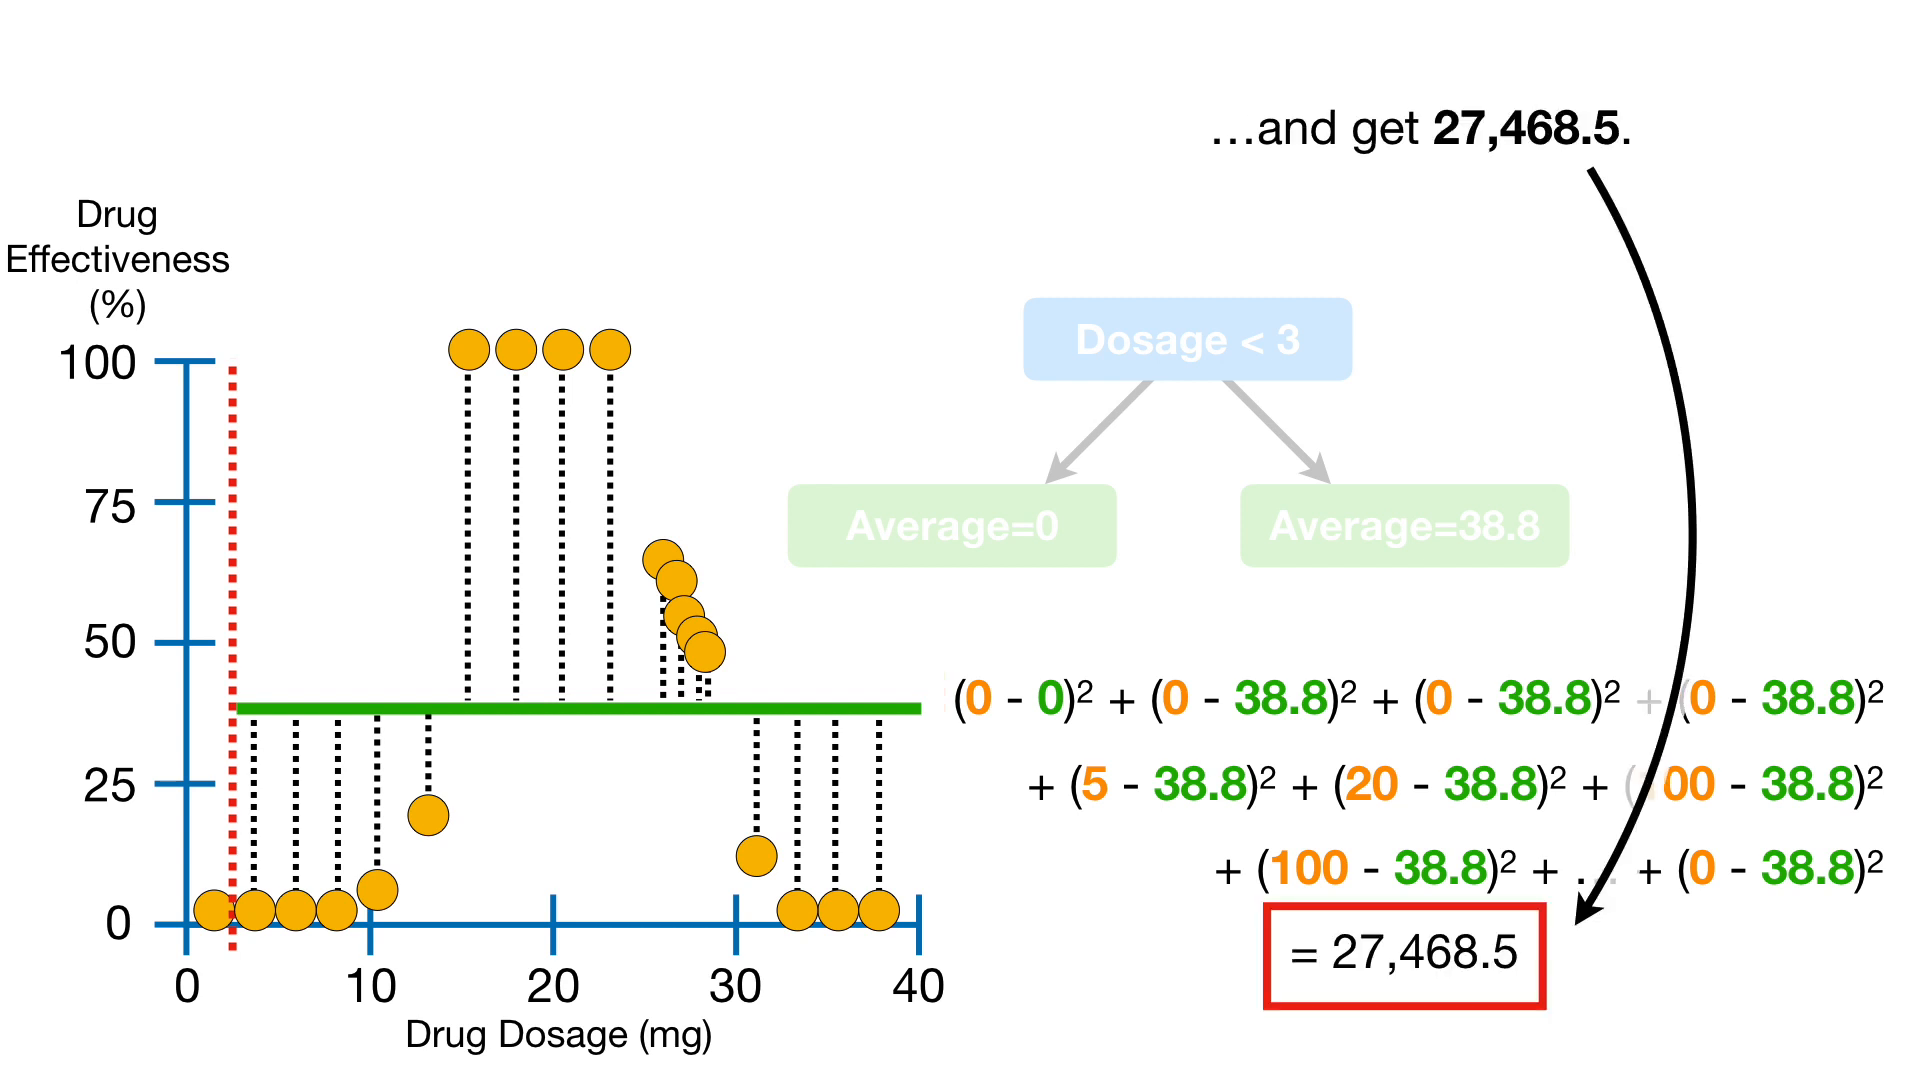 …and get 27,468.5.
Drug
Effectiveness
(%)
100
75
50
25
0
0 10 20 30 40
Drug Dosage (mg)
Dosage < 3
Average=0
Average=38.8
(0 - 0)² + (0 - 38.8)² + (0 - 38.8)² + (0 - 38.8)²
+ (5 - 38.8)² + (20 - 38.8)² + (100 - 38.8)²
+ (100 - 38.8)² + … + (0 - 38.8)²
= 27,468.5